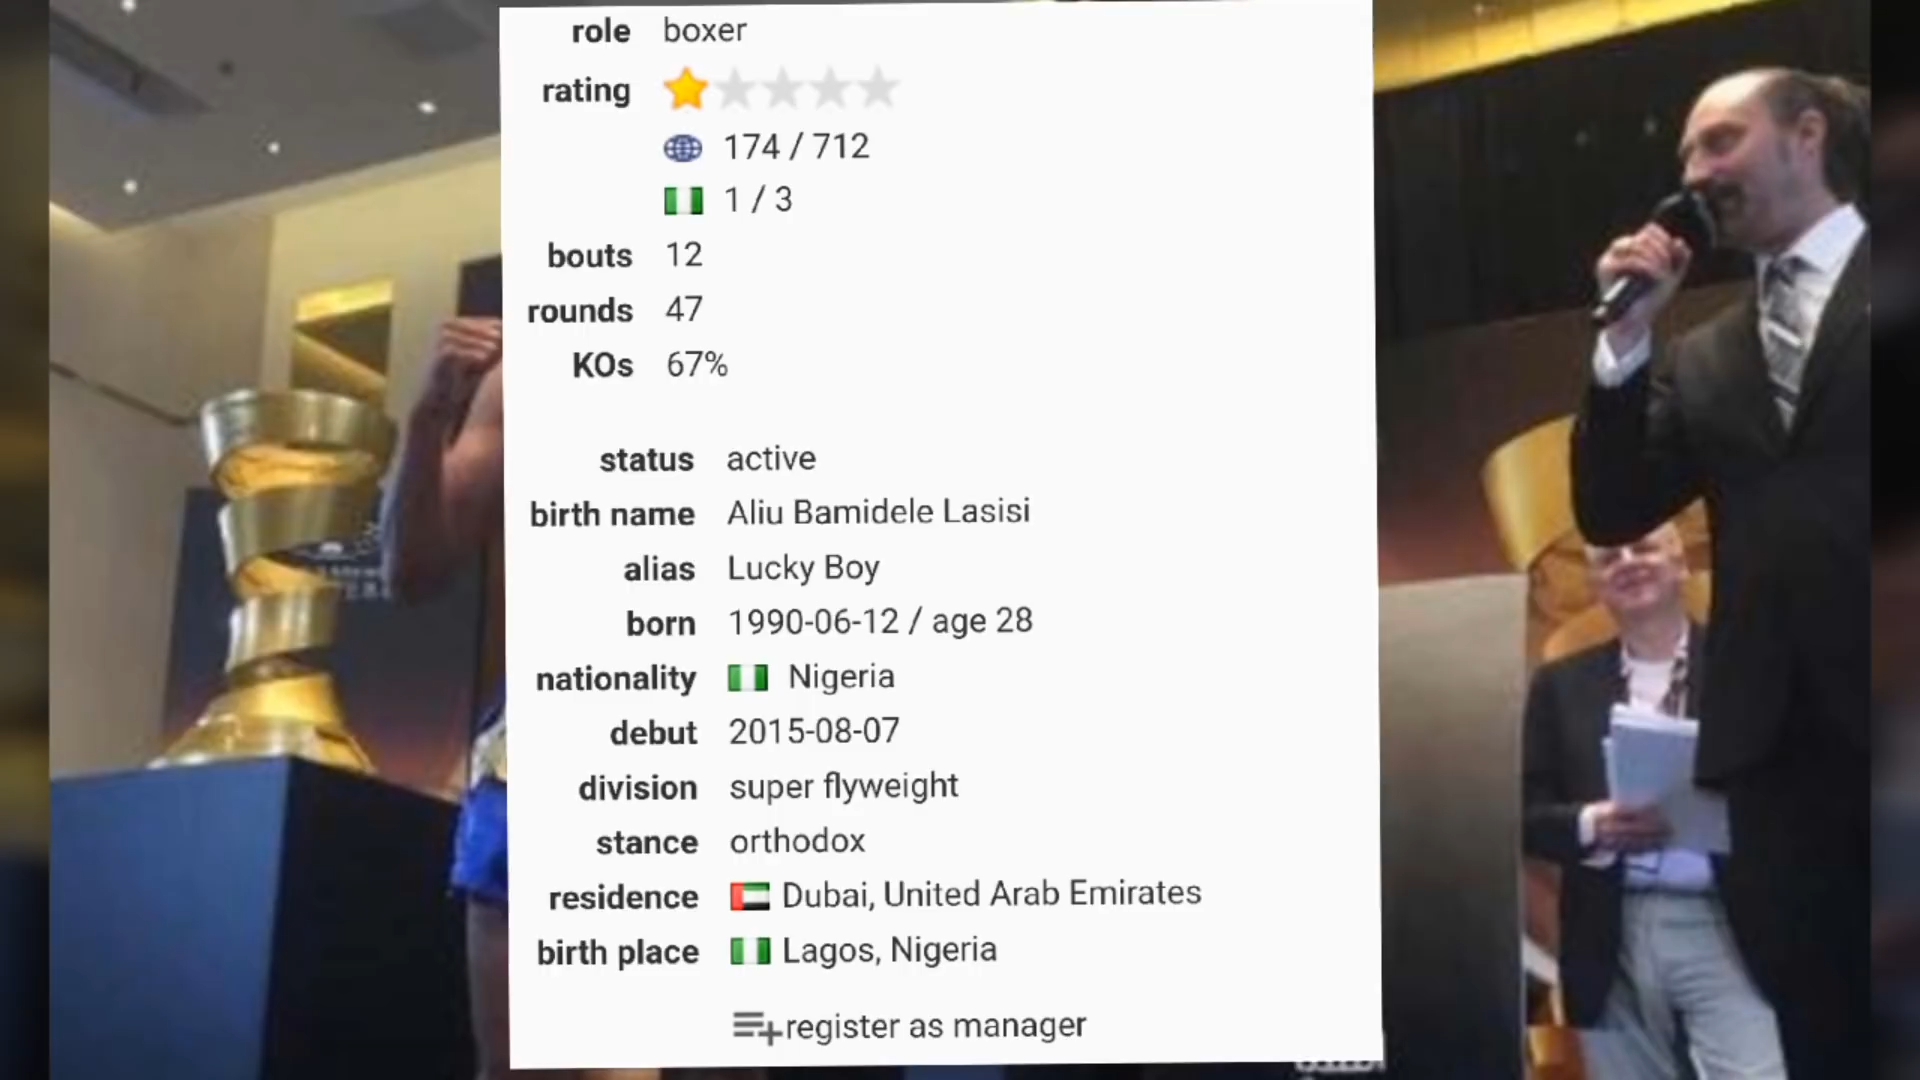 role boxer
rating
174 / 712
1 / 3
bouts 12
rounds 47
KOs 67%
status active
birth name Aliu Bamidele Lasisi
alias Lucky Boy
born 1990-06-12 / age 28
nationality Nigeria
debut 2015-08-07
division super flyweight
stance orthodox
residence Dubai, United Arab Emirates
birth place Lagos, Nigeria
register as manager